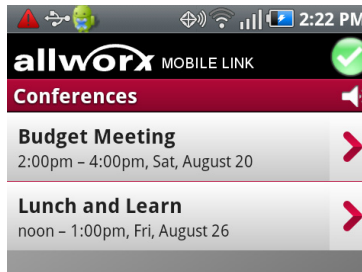 2:22 PM
allworx MOBILE LINK
Conferences
Budget Meeting
2:00pm – 4:00pm, Sat, August 20
Lunch and Learn
noon – 1:00pm, Fri, August 26